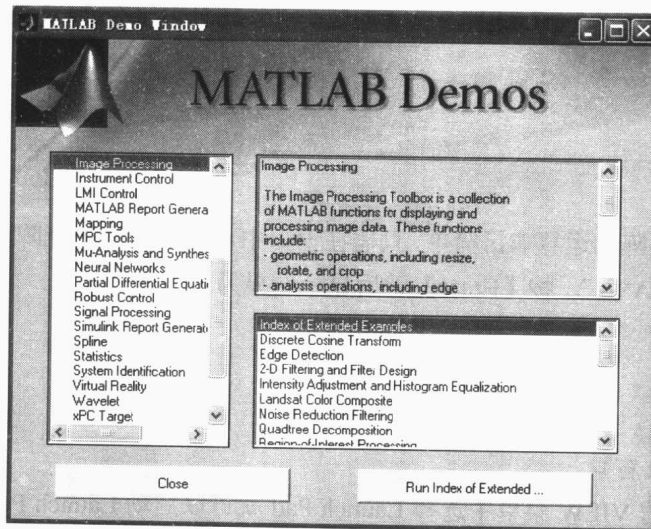 MATLAB Demo Window
MATLAB Demos
Image Processing
Instrument Control
LMI Control
MATLAB Report Genera
Mapping
MPC Tools
Mu-Analysis and Synthes
Neural Networks
Partial Differential Equati
Robust Control
Signal Processing
Simulink Report Generat
Spline
Statistics
System Identification
Virtual Reality
Wavelet
xPC Target
Image Processing
The Image Processing Toolbox is a collection
of MATLAB functions for displaying and
processing image data. These functions
include:
- geometric operations, including resize,
rotate, and crop
- analysis operations, including edge
Index of Extended Examples
Discrete Cosine Transform
Edge Detection
2-D Filtering and Filter Design
Intensity Adjustment and Histogram Equalization
Landsat Color Composite
Noise Reduction Filtering
Quadtree Decomposition
Region-of-Interest Processing
Close
Run Index of Extended ...